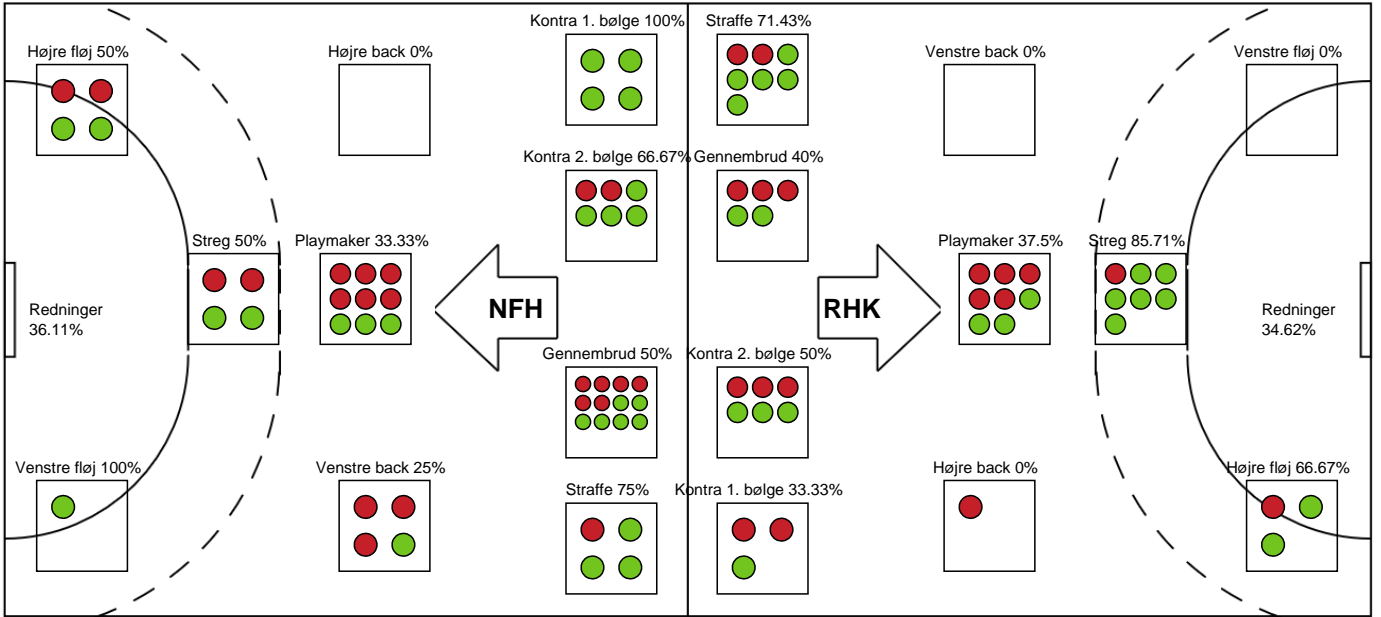 Kontra 1. bølge 100%
Straffe 71.43%
Højre fløj 50%
Højre back 0%
Venstre back 0%
Venstre fløj 0%
Kontra 2. bølge 66.67%
Gennembrud 40%
Streg 50%
Playmaker 33.33%
Playmaker 37.5%
Streg 85.71%
Redninger
36.11%
NFH
RHK
Redninger
34.62%
Gennembrud 50%
Kontra 2. bølge 50%
Venstre fløj 100%
Venstre back 25%
Højre back 0%
Højre fløj 66.67%
Straffe 75%
Kontra 1. bølge 33.33%